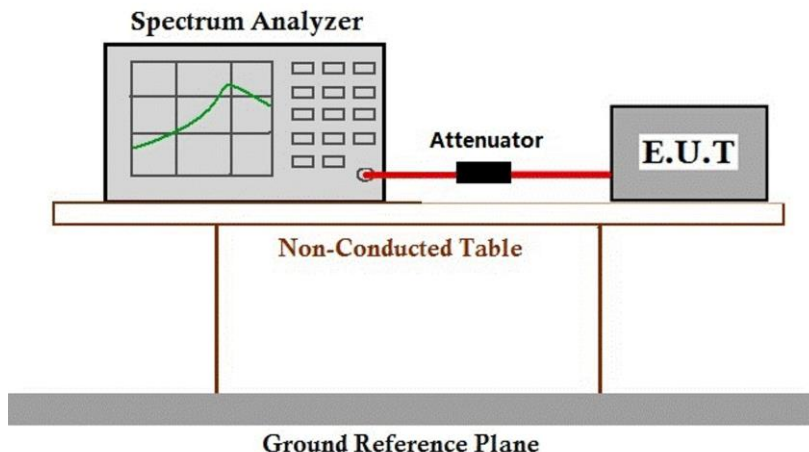 Spectrum Analyzer
Attenuator
E.U.T
Non-Conducted Table
Ground Reference Plane